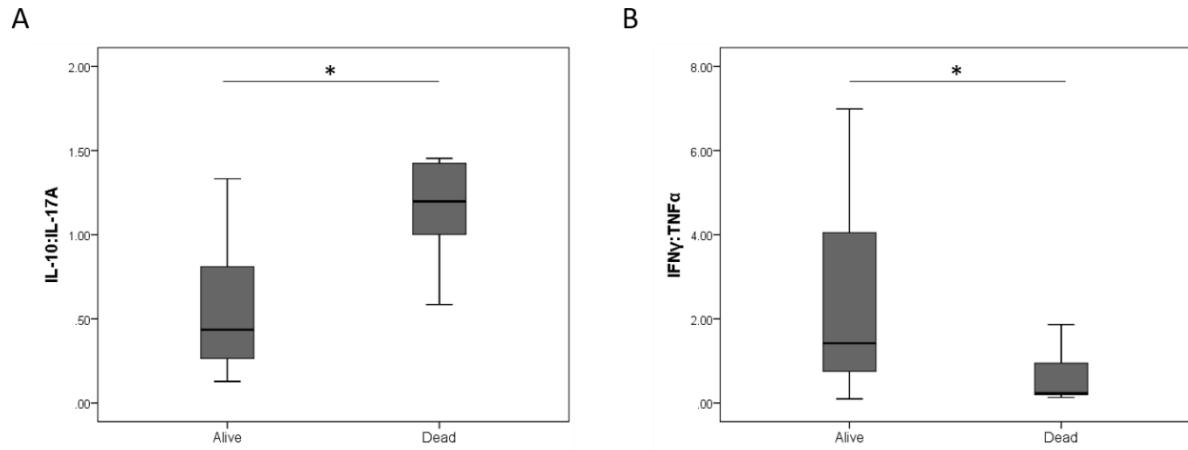 A
IL-10:IL-17A
2.00
1.50
1.00
.50
.00
*
Alive
Dead
B
IFNγ:TNFα
8.00
6.00
4.00
2.00
.00
*
Alive
Dead